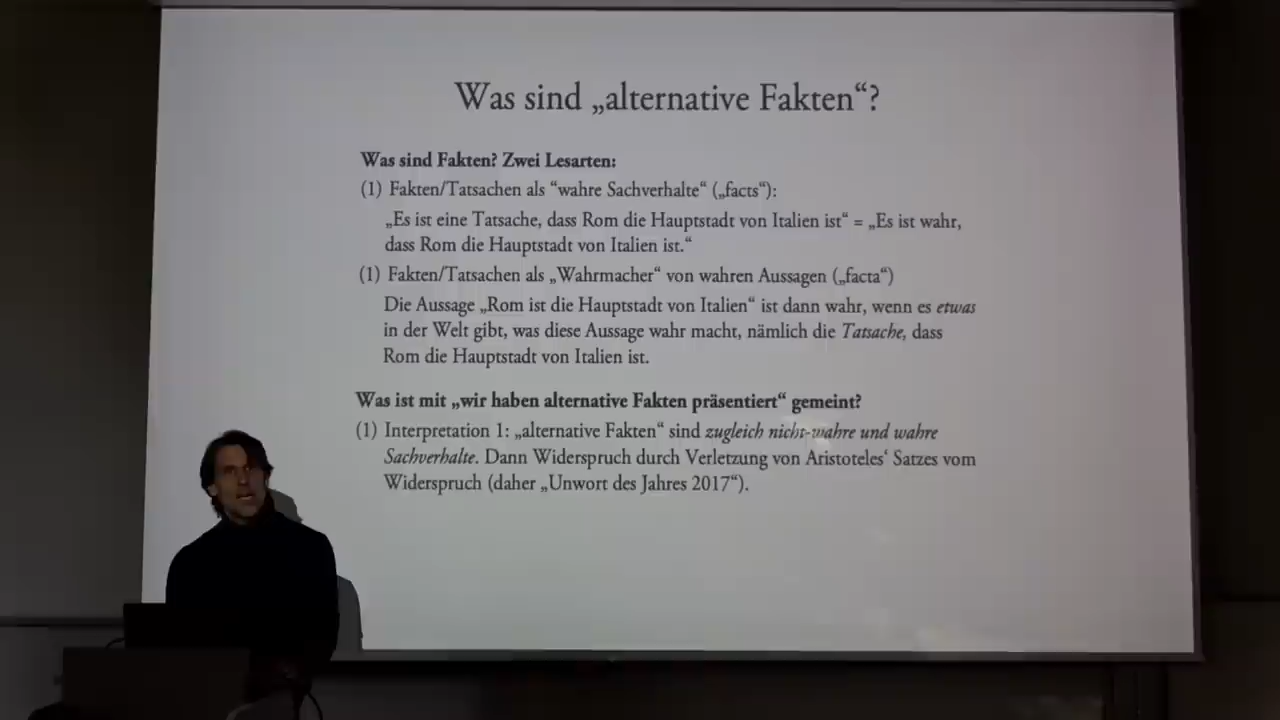 Was sind „alternative Fakten“?
Was sind Fakten? Zwei Lesarten:
(1) Fakten/Tatsachen als “wahre Sachverhalte“ („facts“):
„Es ist eine Tatsache, dass Rom die Hauptstadt von Italien ist“ = „Es ist wahr,
dass Rom die Hauptstadt von Italien ist.“
(1) Fakten/Tatsachen als „Wahrmacher“ von wahren Aussagen („facta“)
Die Aussage „Rom ist die Hauptstadt von Italien“ ist dann wahr, wenn es etwas
in der Welt gibt, was diese Aussage wahr macht, nämlich die Tatsache, dass
Rom die Hauptstadt von Italien ist.
Was ist mit „wir haben alternative Fakten präsentiert“ gemeint?
(1) Interpretation 1: „alternative Fakten“ sind zugleich nicht-wahre und wahre
Sachverhalte. Dann Widerspruch durch Verletzung von Aristoteles‘ Satzes vom
Widerspruch (daher „Unwort des Jahres 2017“).